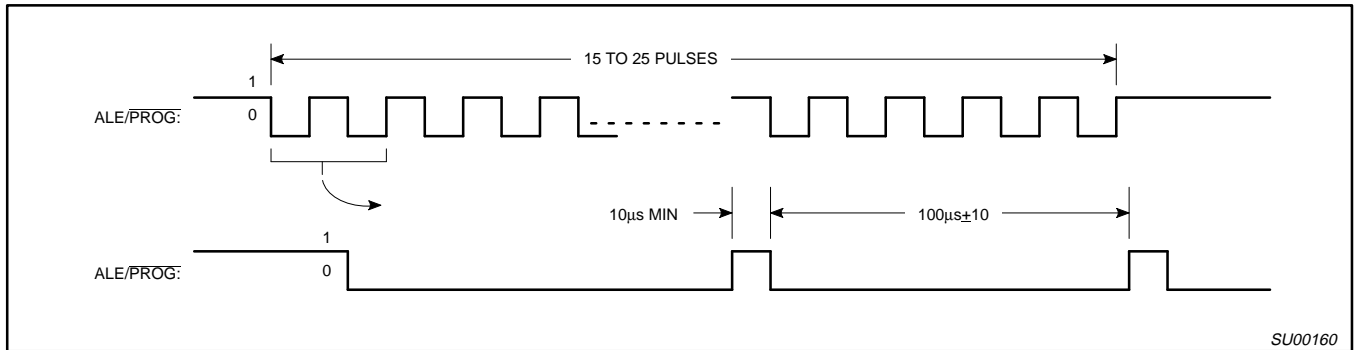 15 TO 25 PULSES
1
ALE/PROG:
0
10μs MIN
100μs±10
1
ALE/PROG:
0
SU00160